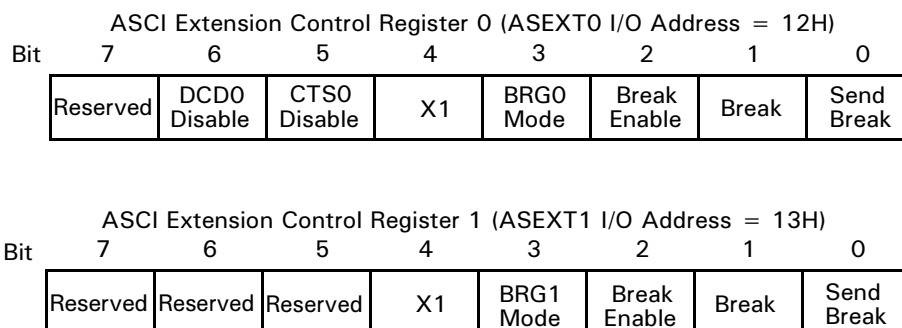 ASCI Extension Control Register 0 (ASEXT0 I/O Address = 12H)
Bit 7 6 5 4 3 2 1 0
Reserved DCD0 Disable CTS0 Disable X1 BRG0 Mode Break Enable Break Send Break
ASCI Extension Control Register 1 (ASEXT1 I/O Address = 13H)
Bit 7 6 5 4 3 2 1 0
Reserved Reserved Reserved X1 BRG1 Mode Break Enable Break Send Break